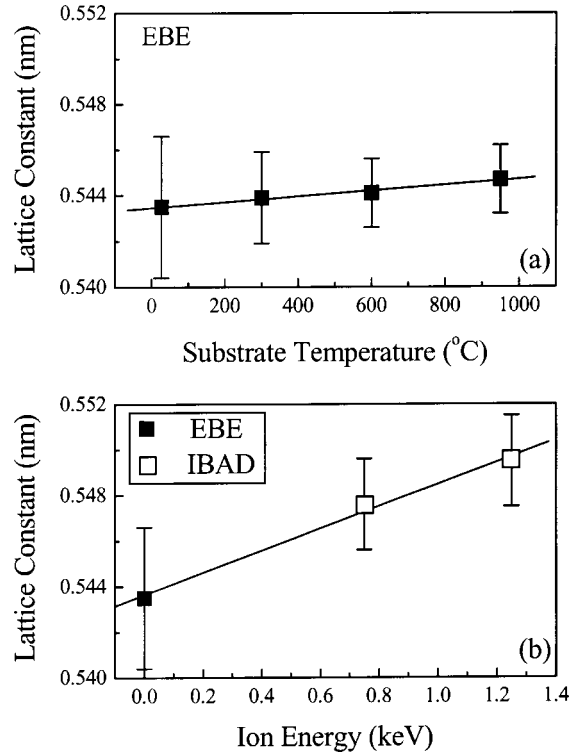 EBE
0.552
0.548
0.544
0.540
Lattice Constant (nm)
(a)
0 200 400 600 800 1000
Substrate Temperature (°C)
EBE
IBAD
0.552
0.548
0.544
0.540
Lattice Constant (nm)
(b)
0.0 0.2 0.4 0.6 0.8 1.0 1.2 1.4
Ion Energy (keV)